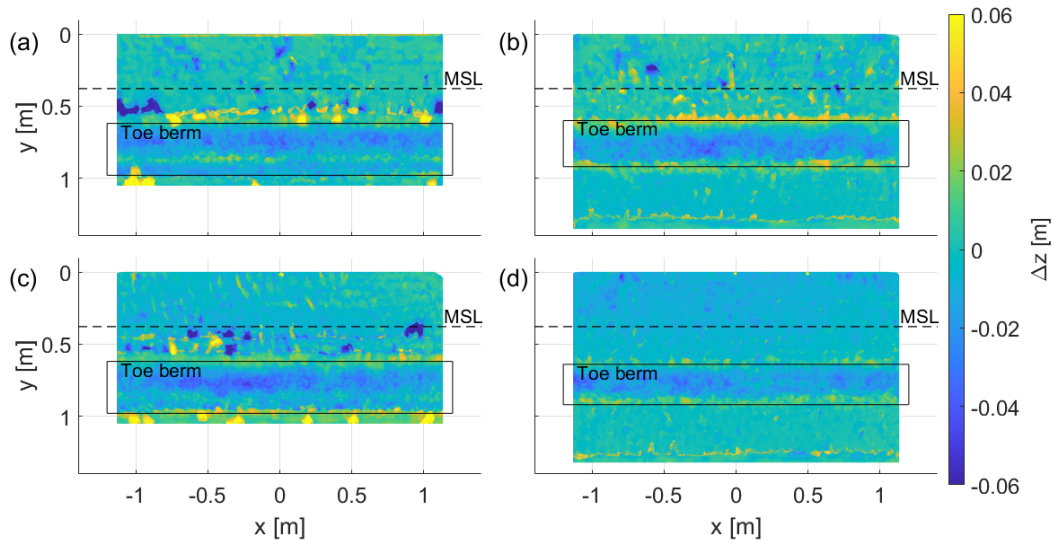 (a)
(b)
0
0.5
1
y [m]
MSL
MSL
Toe berm
Toe berm
(c)
(d)
0
0.5
1
y [m]
MSL
MSL
Toe berm
Toe berm
-1 -0.5 0 0.5 1
-1 -0.5 0 0.5 1
x [m]
x [m]
0.06
0.04
0.02
0
-0.02
-0.04
-0.06
Δz [m]